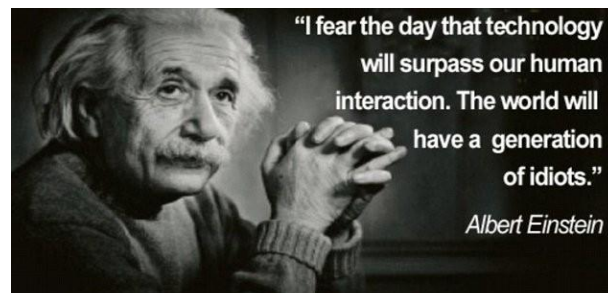 “I fear the day that technology
will surpass our human
interaction. The world will
have a generation
of idiots.”
Albert Einstein